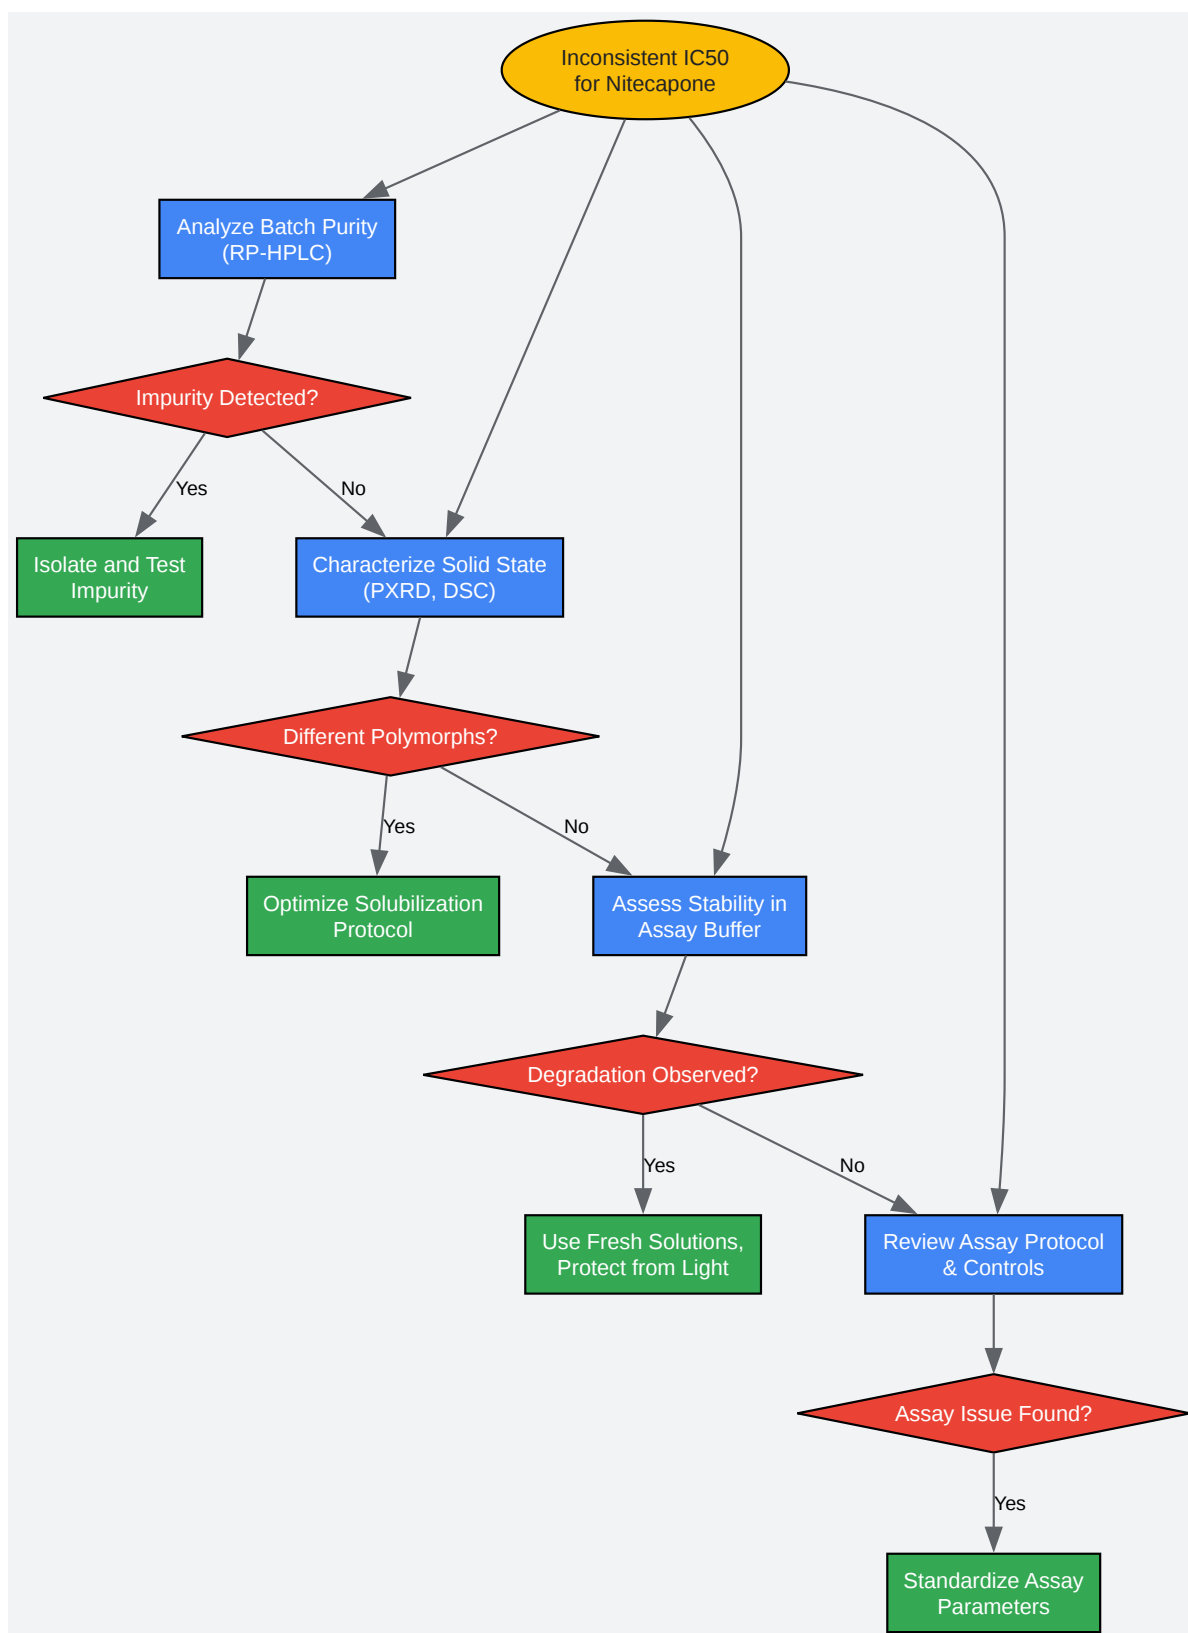 Inconsistent IC50
for Nitecapone
Analyze Batch Purity
(RP-HPLC)
Impurity Detected?
Yes
No
Isolate and Test
Impurity
Characterize Solid State
(PXRD, DSC)
Different Polymorphs?
Yes
No
Optimize Solubilization
Protocol
Assess Stability in
Assay Buffer
Degradation Observed?
Yes
No
Use Fresh Solutions,
Protect from Light
Review Assay Protocol
& Controls
Assay Issue Found?
Yes
Standardize Assay
Parameters